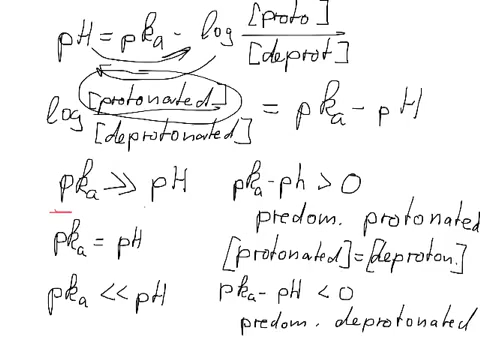 pH = pka - log [proto] / [deprot]
log [protonated] / [deprotonated] = pka - pH
pka >> pH pka - ph > 0
predom. protonated
pka = pH [protonated] = [deproton.]
pka << pH pka - pH < 0
predom. deprotonated